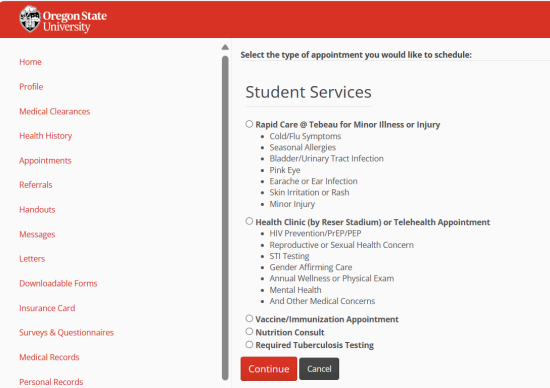 Oregon State
University
Home
Profile
Medical Clearances
Health History
Appointments
Referrals
Handouts
Messages
Letters
Downloadable Forms
Insurance Card
Surveys & Questionnaires
Medical Records
Personal Records
Select the type of appointment you would like to schedule:
Student Services
Rapid Care @ Tebeau for Minor Illness or Injury
Cold/Flu Symptoms
Seasonal Allergies
Bladder/Urinary Tract Infection
Pink Eye
Earache or Ear Infection
Skin Irritation or Rash
Minor Injury
Health Clinic (by Reser Stadium) or Telehealth Appointment
HIV Prevention/PrEP/PEP
Reproductive or Sexual Health Concern
STI Testing
Gender Affirming Care
Annual Wellness or Physical Exam
Mental Health
And Other Medical Concerns
Vaccine/Immunization Appointment
Nutrition Consult
Required Tuberculosis Testing
Continue
Cancel